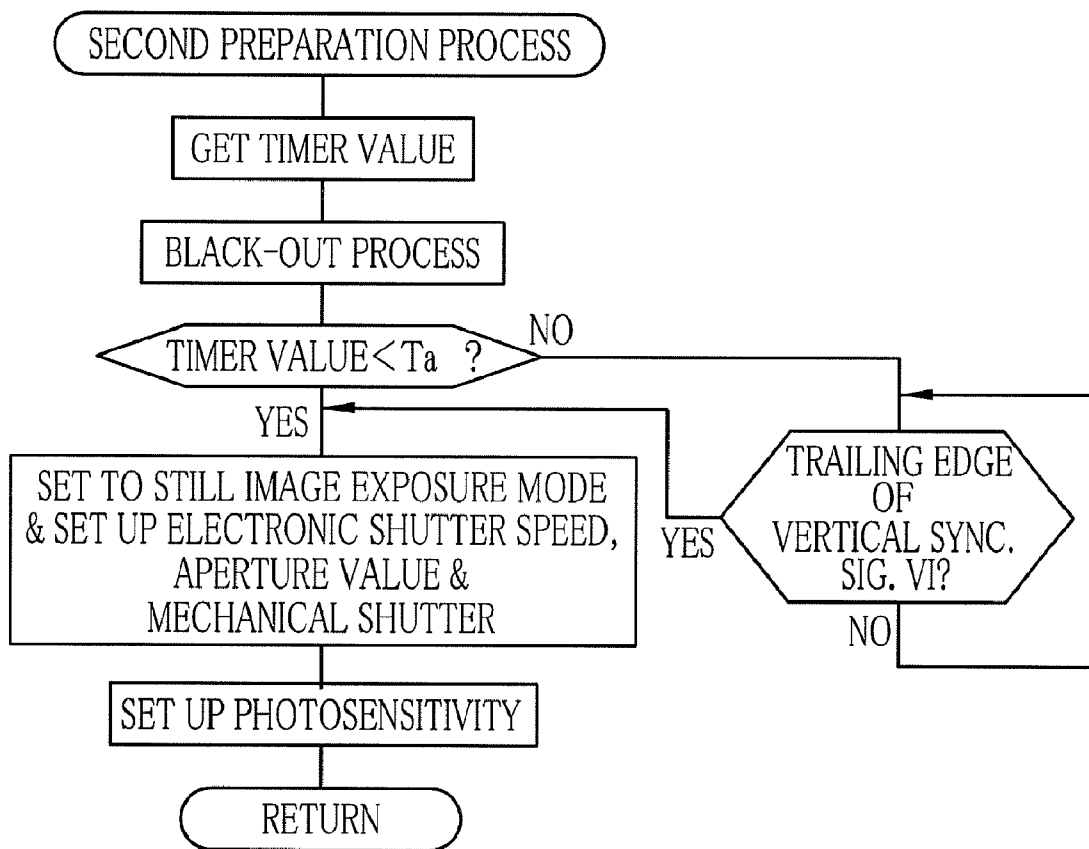 SECOND PREPARATION PROCESS
GET TIMER VALUE
BLACK-OUT PROCESS
TIMER VALUE<Ta ?
NO
YES
SET TO STILL IMAGE EXPOSURE MODE
& SET UP ELECTRONIC SHUTTER SPEED,
APERTURE VALUE &
MECHANICAL SHUTTER
TRAILING EDGE
OF
VERTICAL SYNC.
SIG. VI?
YES
NO
SET UP PHOTOSENSITIVITY
RETURN